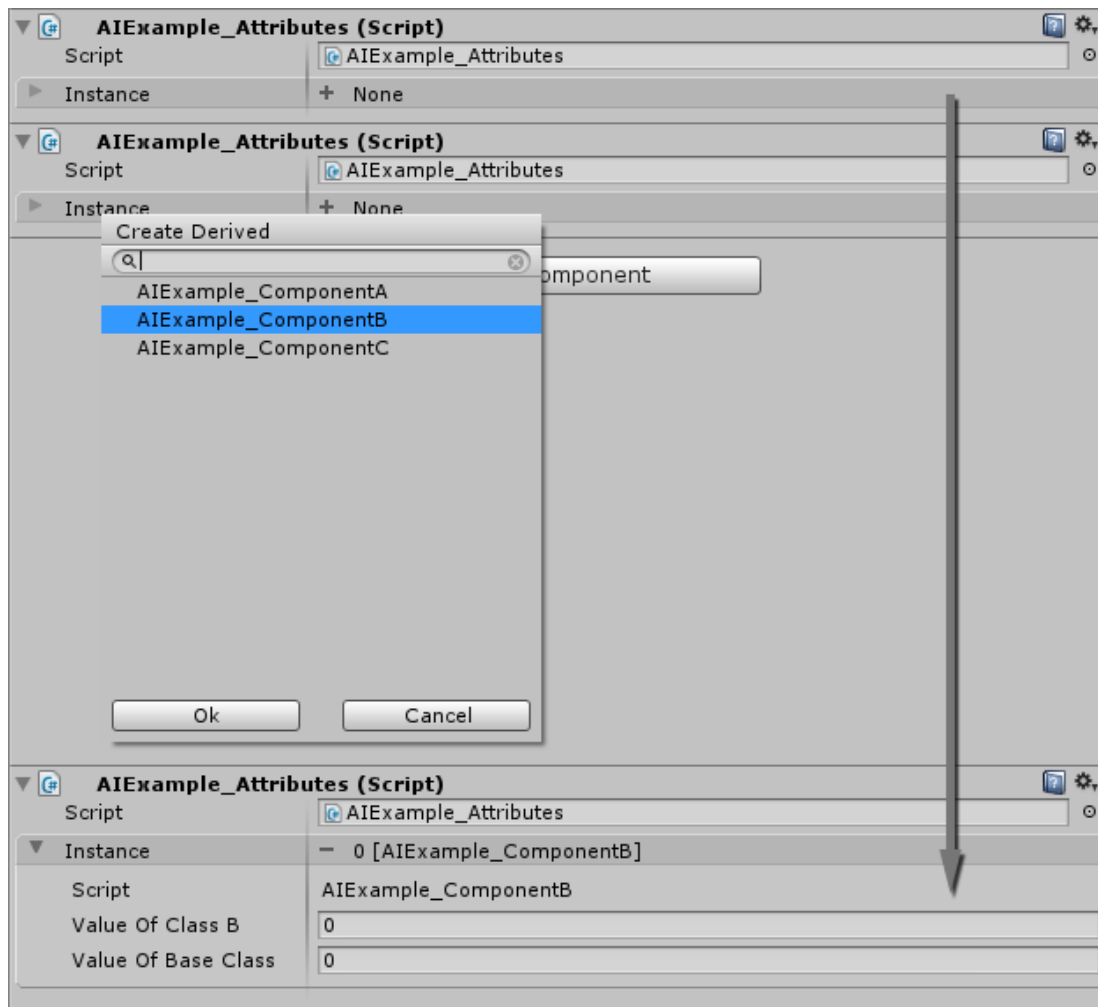 AIExample_Attributes (Script)
Script AIExample_Attributes
Instance + None
AIExample_Attributes (Script)
Script AIExample_Attributes
Instance + None
Create Derived
omponent
AIExample_ComponentA
AIExample_ComponentB
AIExample_ComponentC
Ok Cancel
AIExample_Attributes (Script)
Script AIExample_Attributes
Instance − 0 [AIExample_ComponentB]
Script AIExample_ComponentB
Value Of Class B 0
Value Of Base Class 0